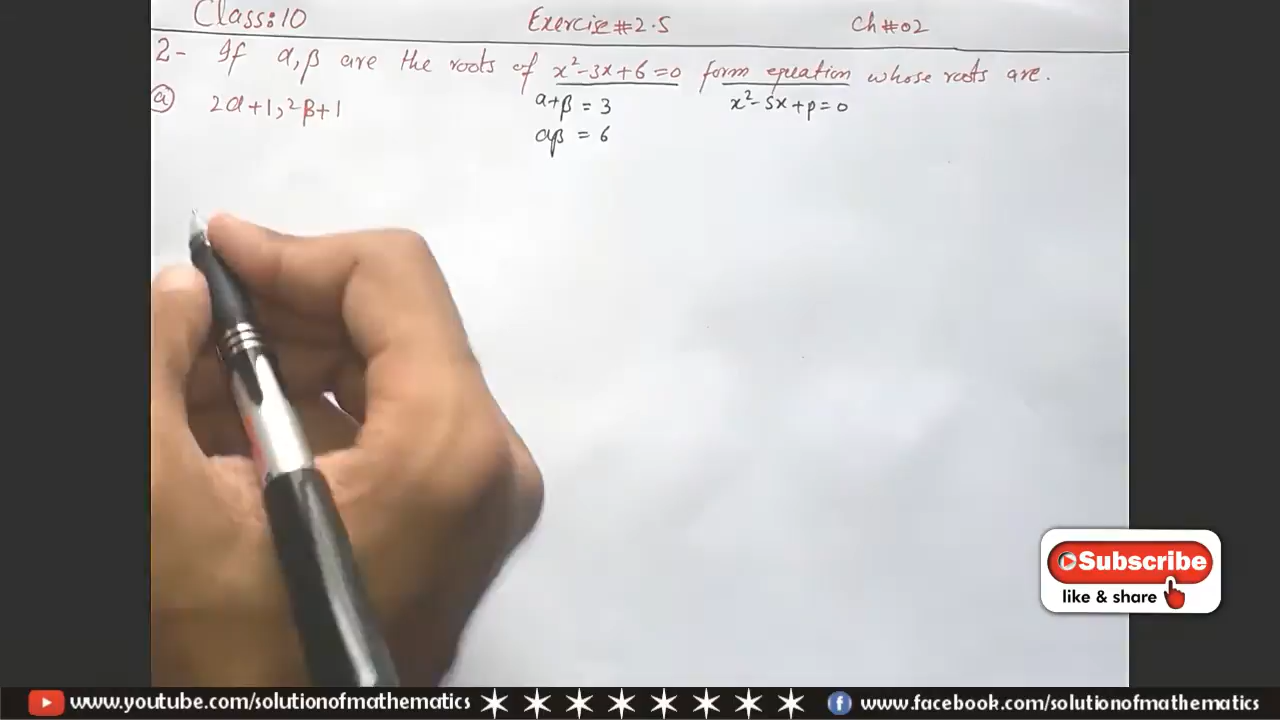 Class:10 Exercise#2.5 Ch#02
2- If α,β are the roots of x²-3x+6=0 form equation whose roots are.
(a) 2α+1, 2β+1 α+β = 3 x²-Sx+p=0
αβ = 6
Subscribe
like & share
www.youtube.com/solutionofmathematics www.facebook.com/solutionofmathematics